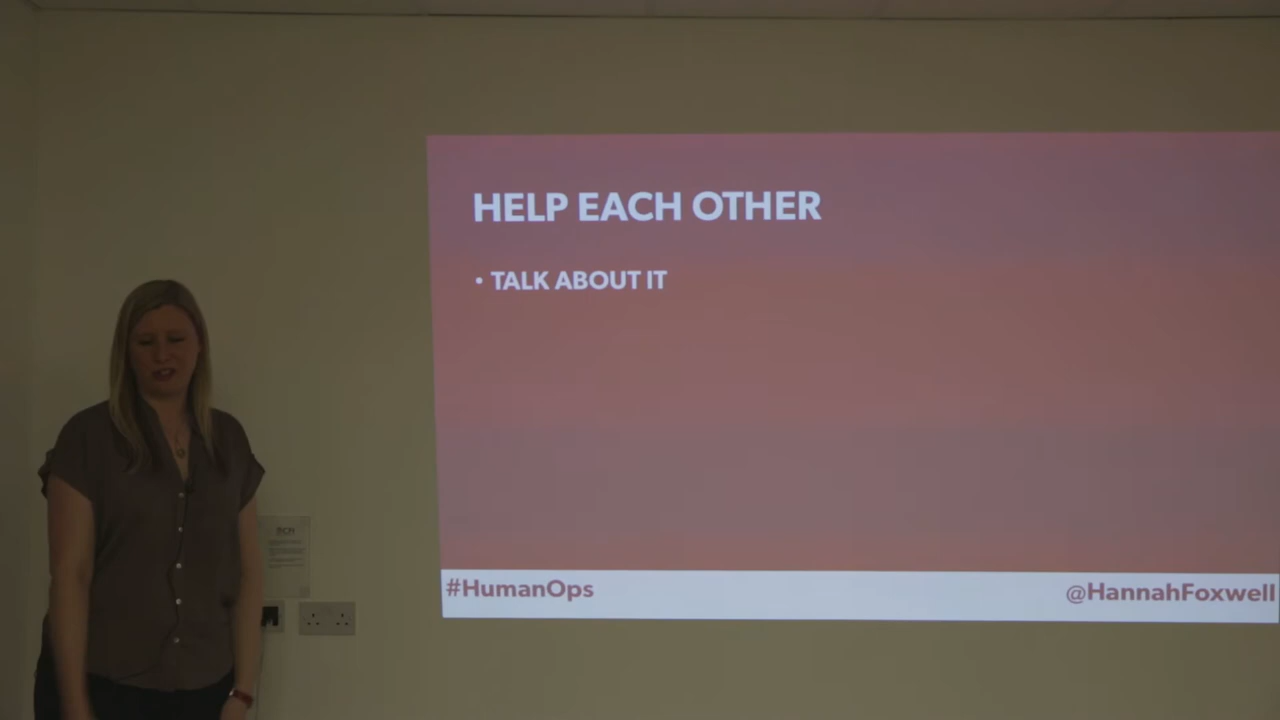 HELP EACH OTHER
• TALK ABOUT IT
#HumanOps
@HannahFoxwell